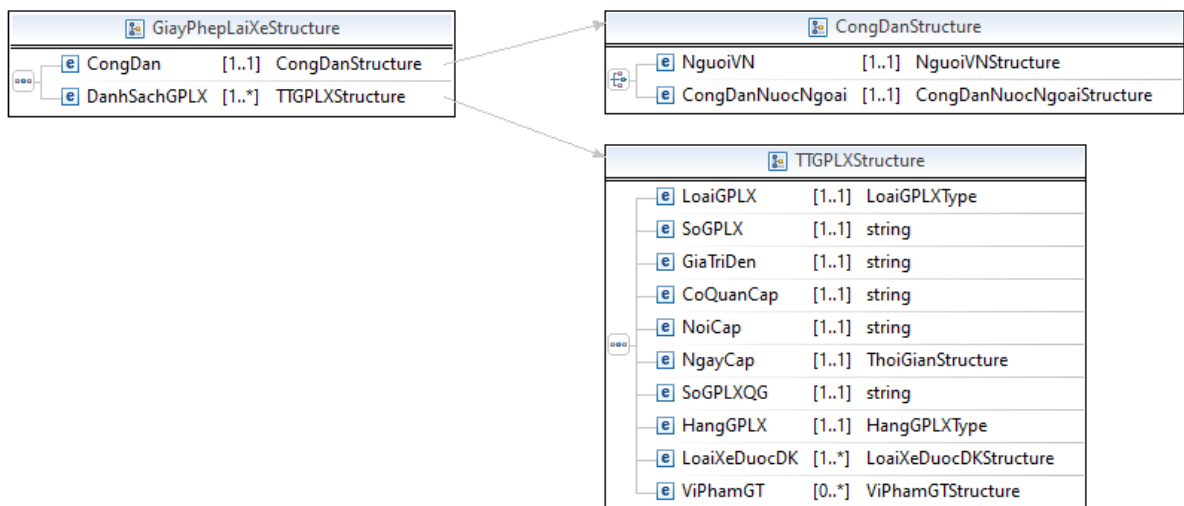 GiayPhepLaiXeStructure
CongDan [1..1] CongDanStructure
DanhSachGPLX [1..*] TTGPLXStructure
CongDanStructure
NguoiVN [1..1] NguoiVNStructure
CongDanNuocNgoai [1..1] CongDanNuocNgoaiStructure
TTGPLXStructure
LoaiGPLX [1..1] LoaiGPLXType
SoGPLX [1..1] string
GiaTriDen [1..1] string
CoQuanCap [1..1] string
NoiCap [1..1] string
NgayCap [1..1] ThoiGianStructure
SoGPLXQG [1..1] string
HangGPLX [1..1] HangGPLXType
LoaiXeDuocDK [1..*] LoaiXeDuocDKStructure
ViPhamGT [0..*] ViPhamGTStructure